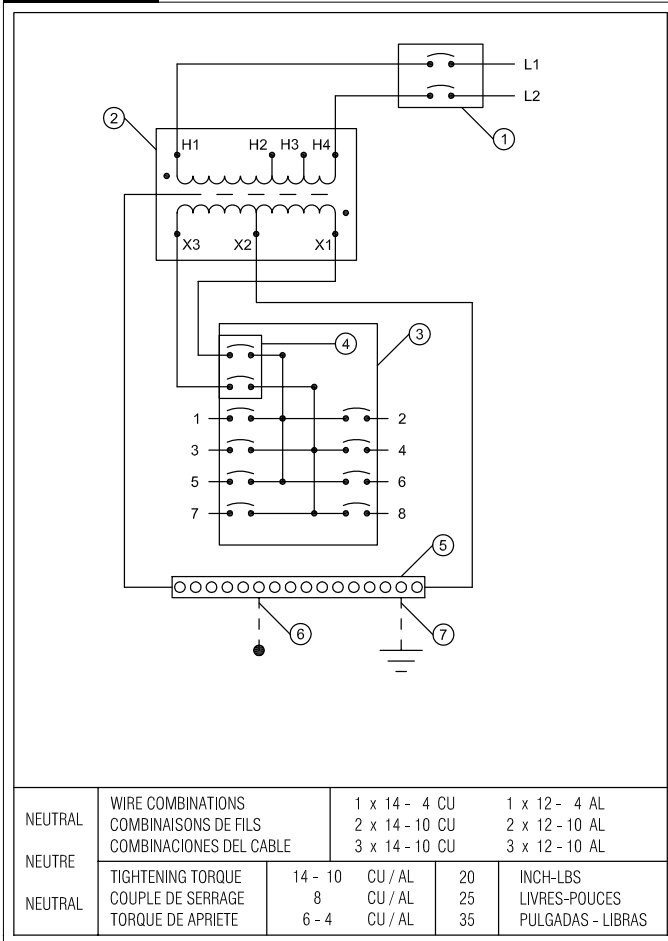 L1
L2
1
2
H1 H2 H3 H4
X3 X2 X1
3
4
1 2
3 4
5 6
7 8
5
6
7
NEUTRAL
NEUTRE
NEUTRAL
WIRE COMBINATIONS
COMBINAISONS DE FILS
COMBINACIONES DEL CABLE
1 x 14 - 4 CU 1 x 12 - 4 AL
2 x 14 - 10 CU 2 x 12 - 10 AL
3 x 14 - 10 CU 3 x 12 - 10 AL
TIGHTENING TORQUE
COUPLE DE SERRAGE
TORQUE DE APRIETE
14 - 10 CU / AL
8 CU / AL
6 - 4 CU / AL
20
25
35
INCH-LBS
LIVRES-POUCES
PULGADAS - LIBRAS